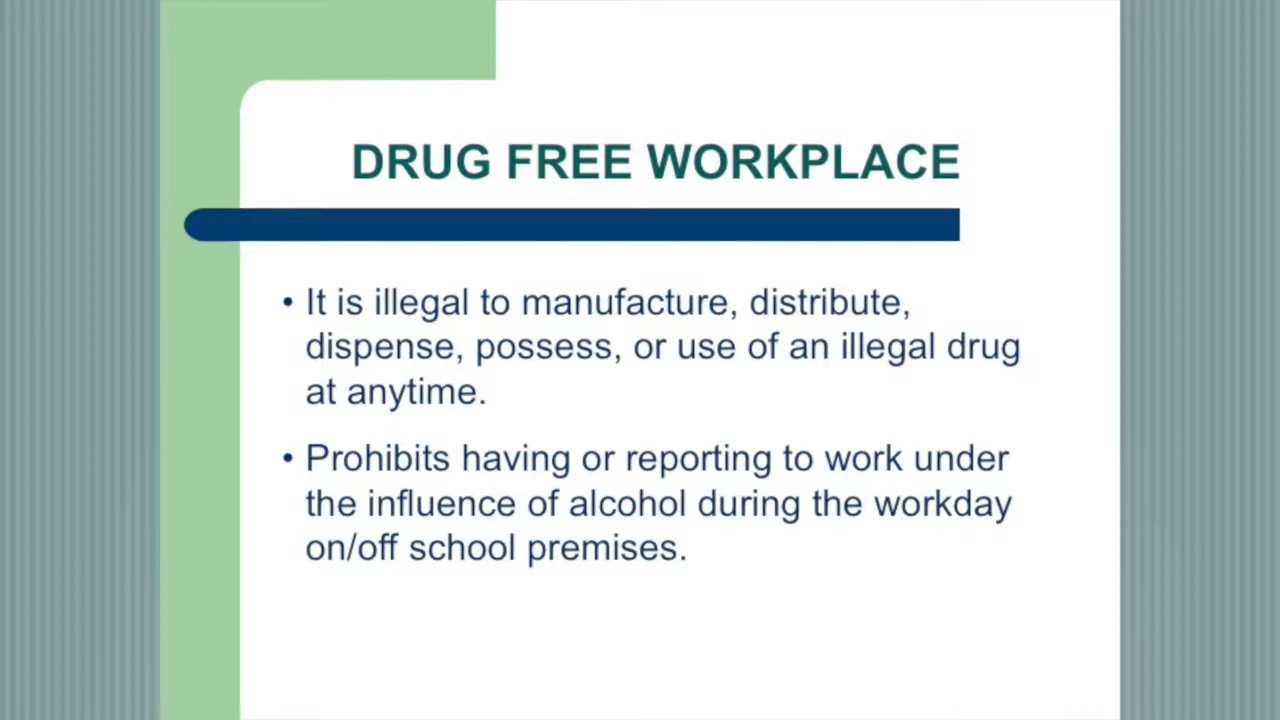 DRUG FREE WORKPLACE
• It is illegal to manufacture, distribute,
dispense, possess, or use of an illegal drug
at anytime.
• Prohibits having or reporting to work under
the influence of alcohol during the workday
on/off school premises.